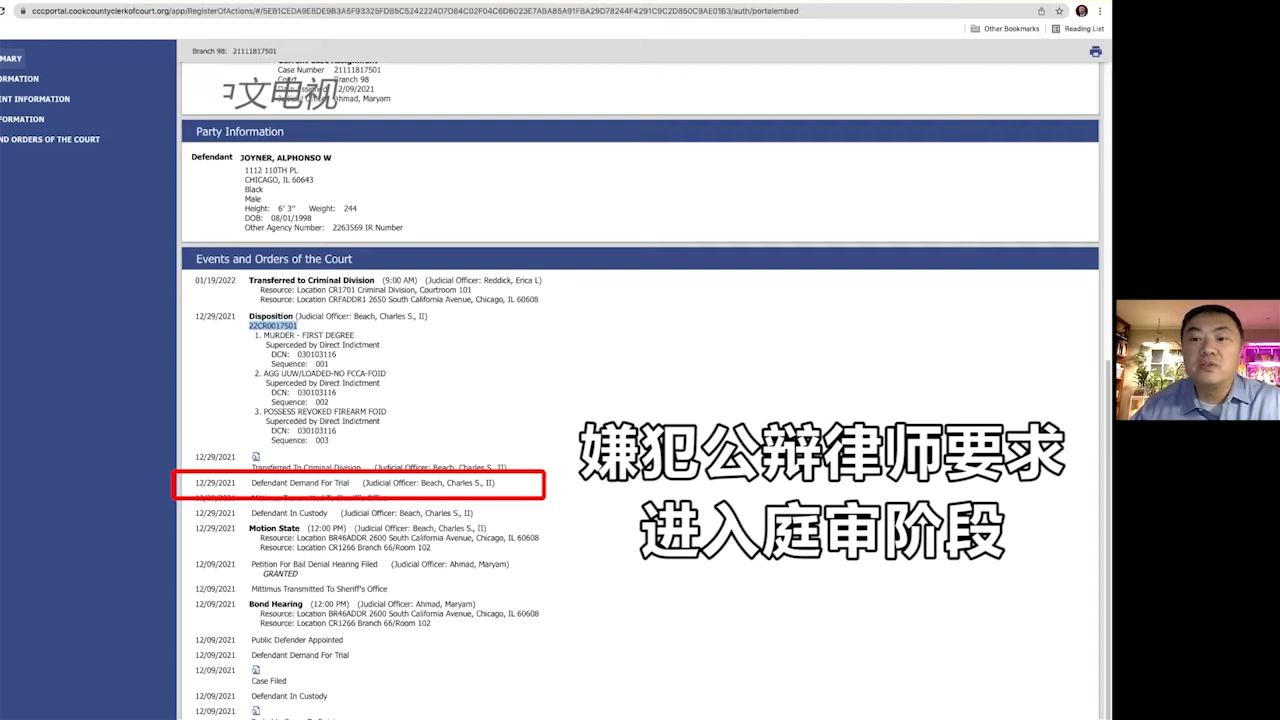 cccportal.cookcountyclerkofcourt.org/app/RegisterOfActions/#/5EB1CEDA9E8DE9B3A5F93325FD85C5242224D7D84C02F04C6D6023E7ABA85A91FBA29D78244F4291C9C2D850C9AE01B3/auth/portalembed
Other Bookmarks
Reading List
MARY
ORMATION
ENT INFORMATION
FORMATION
ND ORDERS OF THE COURT
Branch 98: 21111817501
Case Number 21111817501
Court Branch 98
Date Assigned 12/09/2021
Judicial Officer Ahmad, Maryam
文电视
Party Information
Defendant JOYNER, ALPHONSO W
1112 110TH PL
CHICAGO, IL 60643
Black
Male
Height: 6' 3" Weight: 244
DOB: 08/01/1998
Other Agency Number: 2263569 IR Number
Events and Orders of the Court
01/19/2022 Transferred to Criminal Division (9:00 AM) (Judicial Officer: Reddick, Erica L)
Resource: Location CR1701 Criminal Division, Courtroom 101
Resource: Location CRFADDR1 2650 South California Avenue, Chicago, IL 60608
12/29/2021 Disposition (Judicial Officer: Beach, Charles S., II)
22CR0017501
1. MURDER - FIRST DEGREE
Superceded by Direct Indictment
DCN: 030103116
Sequence: 001
2. AGG UUW/LOADED-NO FCCA-FOID
Superceded by Direct Indictment
DCN: 030103116
Sequence: 002
3. POSSESS REVOKED FIREARM FOID
Superceded by Direct Indictment
DCN: 030103116
Sequence: 003
12/29/2021
Transferred To Criminal Division (Judicial Officer: Beach, Charles S., II)
12/29/2021 Defendant Demand For Trial (Judicial Officer: Beach, Charles S., II)
12/29/2021 Mittimus Transmitted To Sheriff's Office
12/29/2021 Defendant In Custody (Judicial Officer: Beach, Charles S., II)
12/29/2021 Motion State (12:00 PM) (Judicial Officer: Beach, Charles S., II)
Resource: Location BR46ADDR 2600 South California Avenue, Chicago, IL 60608
Resource: Location CR1266 Branch 66/Room 102
12/09/2021 Petition For Bail Denial Hearing Filed (Judicial Officer: Ahmad, Maryam)
GRANTED
12/09/2021 Mittimus Transmitted To Sheriff's Office
12/09/2021 Bond Hearing (12:00 PM) (Judicial Officer: Ahmad, Maryam)
Resource: Location BR46ADDR 2600 South California Avenue, Chicago, IL 60608
Resource: Location CR1266 Branch 66/Room 102
12/09/2021 Public Defender Appointed
12/09/2021 Defendant Demand For Trial
12/09/2021
Case Filed
12/09/2021 Defendant In Custody
12/09/2021
嫌犯公辩律师要求
进入庭审阶段